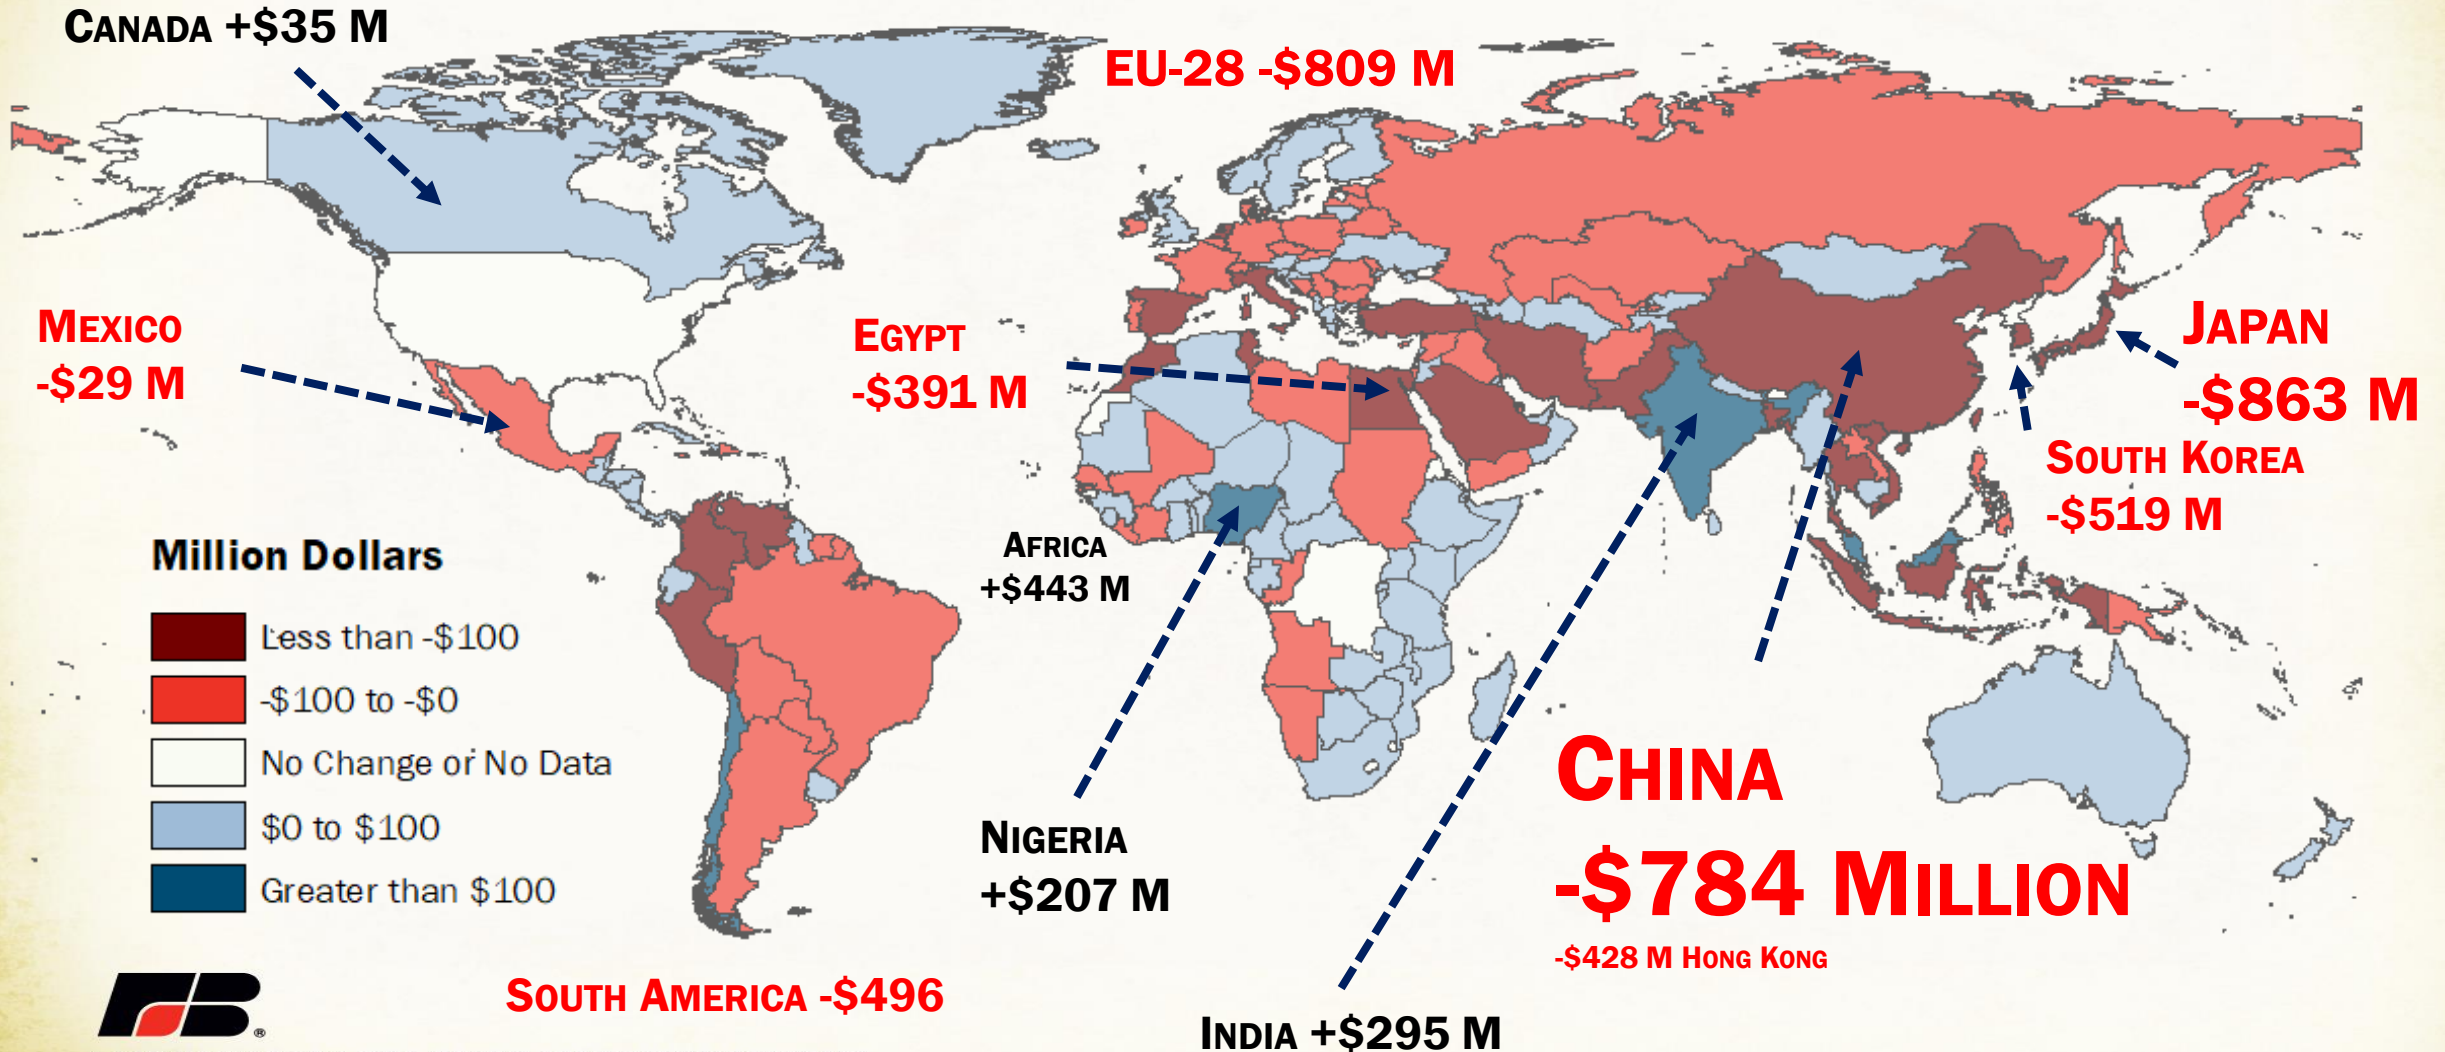 CANADA +$35 M
EU-28 -$809 M
MEXICO
-$29 M
EGYPT
-$391 M
JAPAN
-$863 M
SOUTH KOREA
-$519 M
AFRICA
+$443 M
Million Dollars
Less than -$100
-$100 to -$0
No Change or No Data
$0 to $100
Greater than $100
NIGERIA
+$207 M
CHINA
-$784 MILLION
-$428 M HONG KONG
SOUTH AMERICA -$496
INDIA +$295 M
FB®